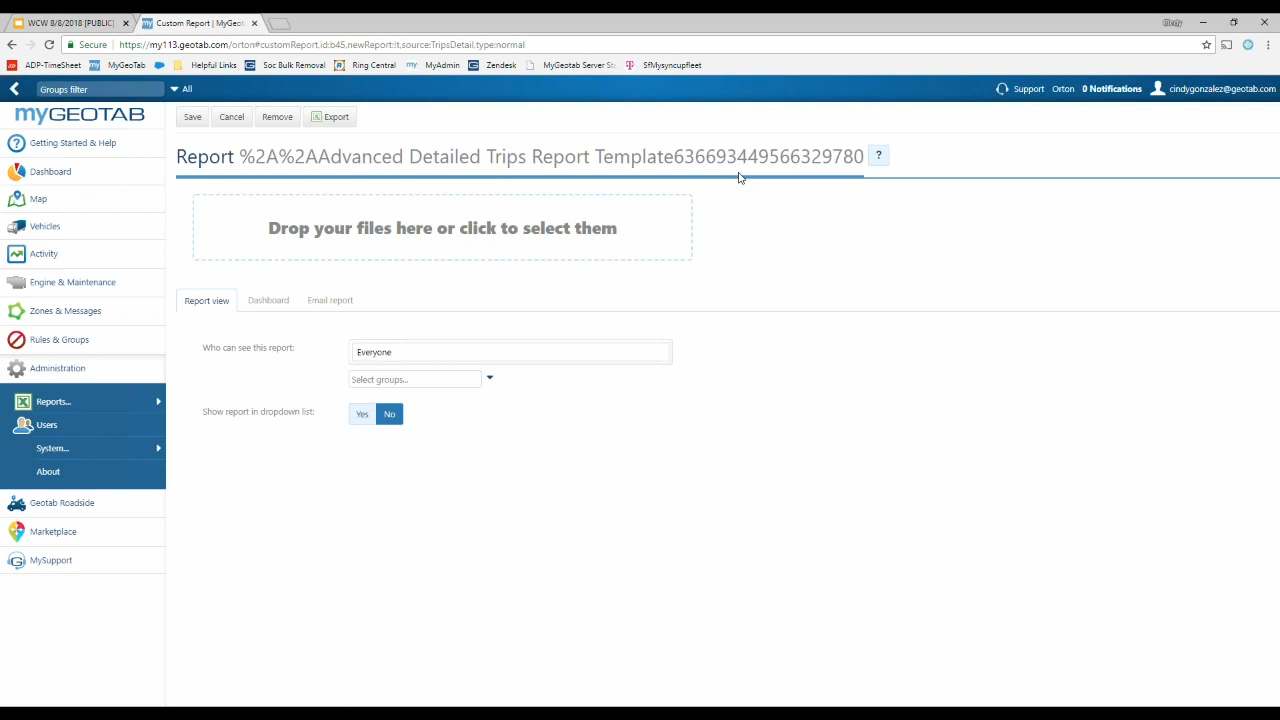 WCW 8/8/2018 [PUBLIC]
Custom Report | MyGeot
Secure
https://my113.geotab.com/orton#customReport,id:b45,newReport:!t,source:TripsDetail,type:normal
ADP-TimeSheet
MyGeoTab
Helpful Links
Soc Bulk Removal
Ring Central
my
MyAdmin
Zendesk
MyGeotab Server St
SfMysyncupfleet
Groups filter
All
Support
Orton
0 Notifications
cindygonzalez@geotab.com
myGEOTAB
Save
Cancel
Remove
Export
Getting Started & Help
Report %2A%2AAdvanced Detailed Trips Report Template636693449566329780
?
Dashboard
Map
Vehicles
Drop your files here or click to select them
Activity
Engine & Maintenance
Report view
Dashboard
Email report
Zones & Messages
Rules & Groups
Who can see this report:
Everyone
Administration
Select groups...
Reports...
Show report in dropdown list:
Yes
No
Users
System...
About
Geotab Roadside
Marketplace
MySupport